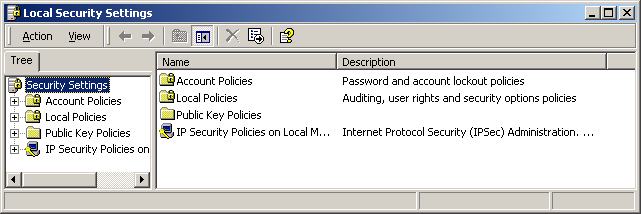 Local Security Settings
Action View
Tree
Name Description
Security Settings
Account Policies
Local Policies
Public Key Policies
IP Security Policies on
Account Policies Password and account lockout policies
Local Policies Auditing, user rights and security options policies
Public Key Policies
IP Security Policies on Local M... Internet Protocol Security (IPSec) Administration. ...